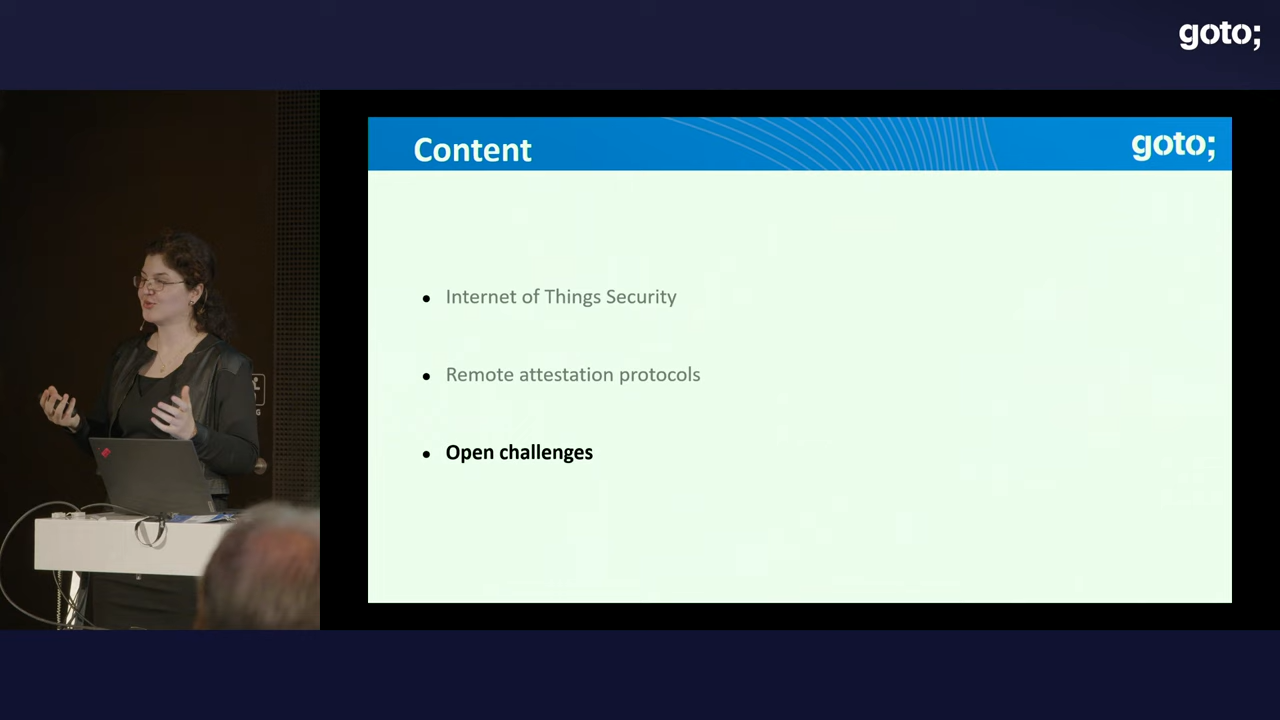 goto;
Content
goto;
Internet of Things Security
Remote attestation protocols
Open challenges